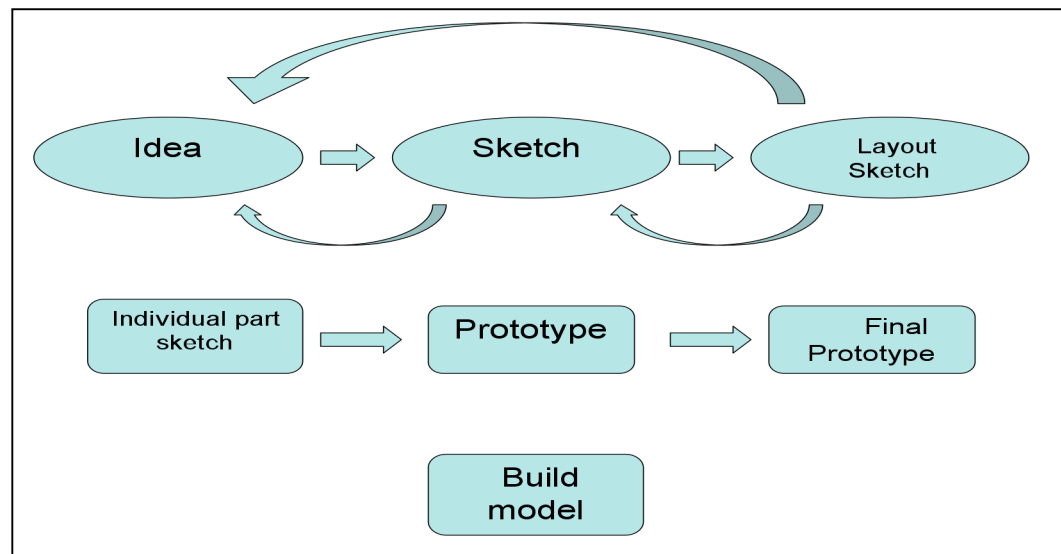 Idea
Sketch
Layout
Sketch
Individual part
sketch
Prototype
Final
Prototype
Build
model